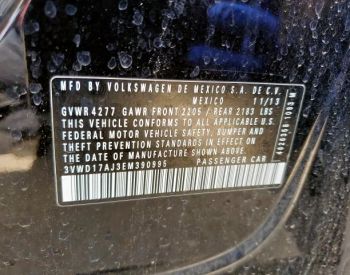 MFD BY VOLKSWAGEN DE MEXICO S.A. DE C.V.
MEXICO 11/13
GVWR 4277 GAWR FRONT 2205 / REAR 2183 LBS
THIS VEHICLE CONFORMS TO ALL APPLICABLE
FEDERAL MOTOR VEHICLE SAFETY, BUMPER AND
THEFT PREVENTION STANDARDS IN EFFECT ON
THE DATE OF MANUFACTURE SHOWN ABOVE.
3VWD17AJ3EM390995 PASSENGER CAR